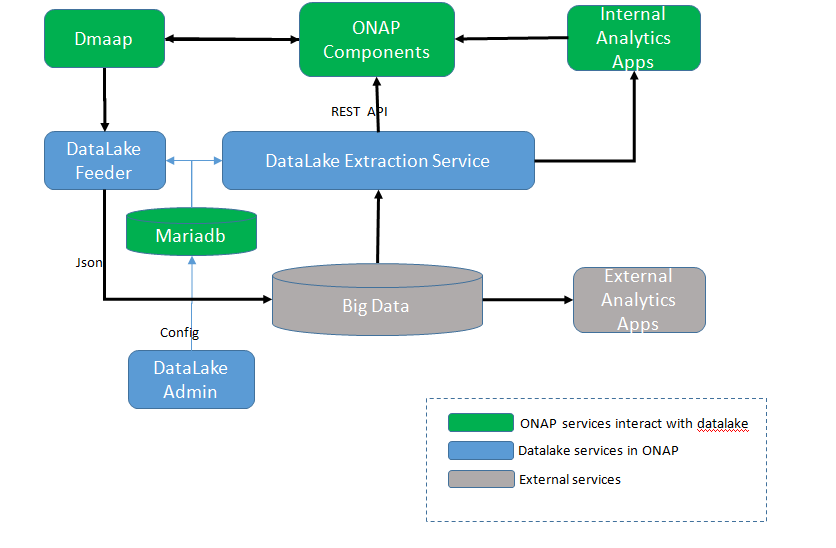 Dmaap
ONAP
Components
Internal
Analytics
Apps
REST API
DataLake
Feeder
DataLake Extraction Service
Mariadb
Json
Big Data
External
Analytics
Apps
Config
DataLake
Admin
ONAP services interact with datalake
Datalake services in ONAP
External services